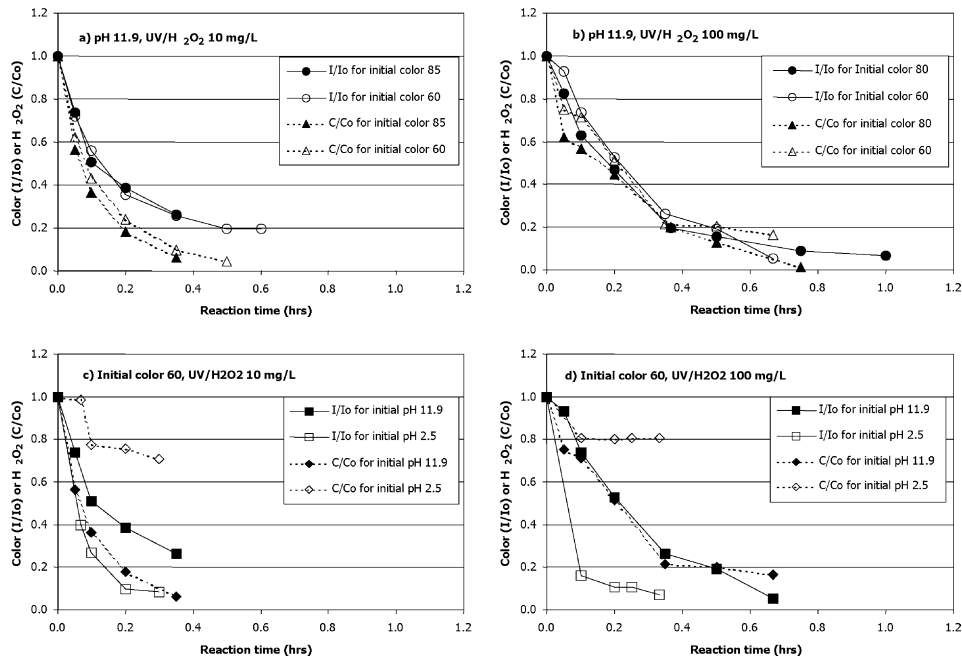 a) pH 11.9, UV/H 2O2 10 mg/L
I/Io for initial color 85
I/Io for initial color 60
C/Co for initial color 85
C/Co for initial color 60
Color (I/Io) or H 2O2 (C/Co)
1.2
1.0
0.8
0.6
0.4
0.2
0.0
0.0 0.2 0.4 0.6 0.8 1.0 1.2
Reaction time (hrs)
b) pH 11.9, UV/H 2O2 100 mg/L
I/Io for Initial color 80
I/Io for Initial color 60
C/Co for initial color 80
C/Co for initial color 60
Color (I/Io) or H 2O2 (C/Co)
1.2
1.0
0.8
0.6
0.4
0.2
0.0
0.0 0.2 0.4 0.6 0.8 1.0 1.2
Reaction time (hrs)
c) Initial color 60, UV/H2O2 10 mg/L
I/Io for initial pH 11.9
I/Io for initial pH 2.5
C/Co for initial pH 11.9
C/Co for initial pH 2.5
Color (I/Io) or H 2O2 (C/Co)
1.2
1.0
0.8
0.6
0.4
0.2
0.0
0.0 0.2 0.4 0.6 0.8 1.0 1.2
Reaction time (hrs)
d) Initial color 60, UV/H2O2 100 mg/L
I/Io for initial pH 11.9
I/Io for initial pH 2.5
C/Co for initial pH 11.9
C/Co for initial pH 2.5
Color (I/Io) or H 2O2 (C/Co)
1.2
1.0
0.8
0.6
0.4
0.2
0.0
0.0 0.2 0.4 0.6 0.8 1.0 1.2
Reaction time (hrs)